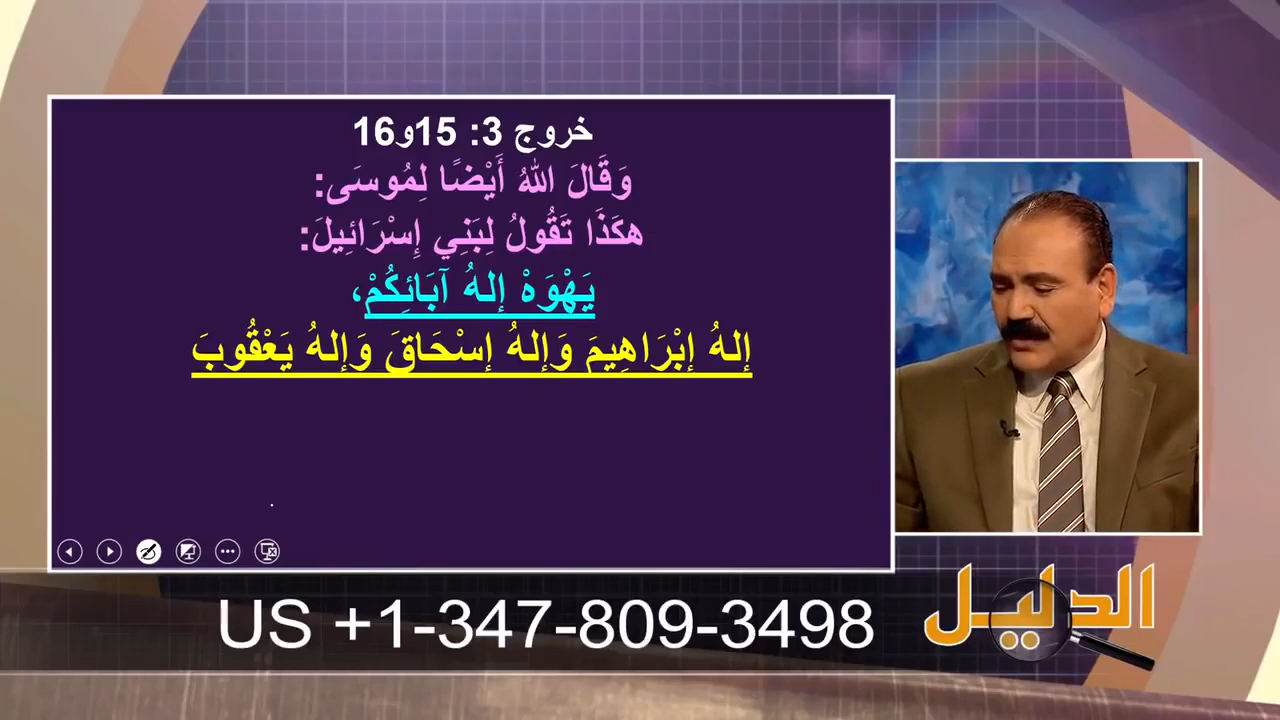 خروج 3: 15و16
وَقَالَ اللهُ أَيْضًا لِمُوسَى:
هكَذَا تَقُولُ لِبَنِي إِسْرَائِيلَ:
يَهْوَهْ إِلهُ آبَائِكُمْ،
إِلهُ إِبْرَاهِيمَ وَإِلهُ إِسْحَاقَ وَإِلهُ يَعْقُوبَ
US +1-347-809-3498
الدليل